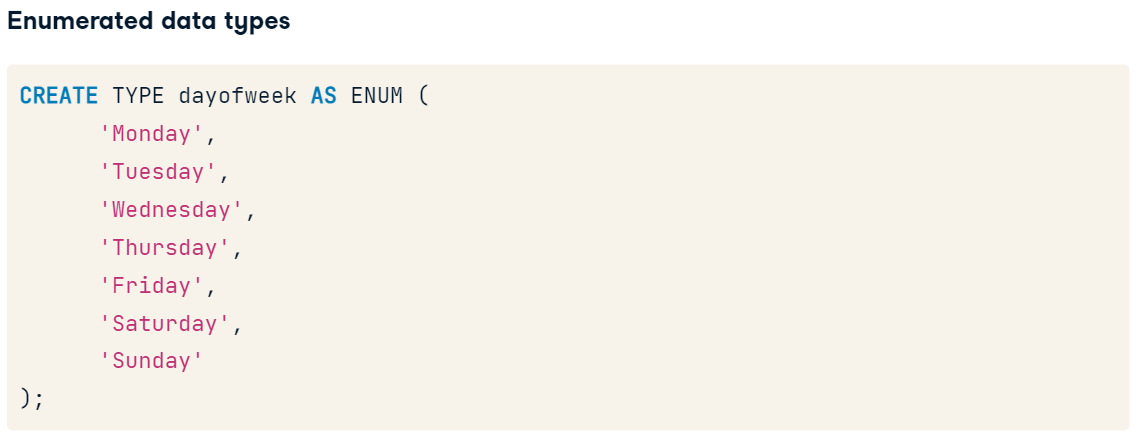 Enumerated data types
CREATE TYPE dayofweek AS ENUM (
'Monday',
'Tuesday',
'Wednesday',
'Thursday',
'Friday',
'Saturday',
'Sunday'
);